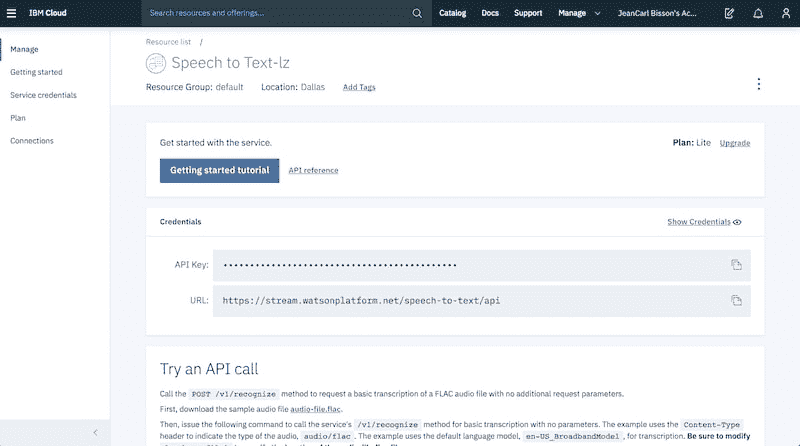 IBM Cloud
Search resources and offerings...
Catalog
Docs
Support
Manage
JeanCarl Bisson's Ac...
Manage
Getting started
Service credentials
Plan
Connections
Resource list /
Speech to Text-lz
Resource Group: default
Location: Dallas
Add Tags
Get started with the service.
Plan: Lite
Upgrade
Getting started tutorial
API reference
Credentials
Show Credentials
API Key: ••••••••••••••••••••••••••••••••••••••••••••
URL: https://stream.watsonplatform.net/speech-to-text/api
Try an API call
Call the POST /v1/recognize method to request a basic transcription of a FLAC audio file with no additional request parameters.
First, download the sample audio file audio-file.flac.
Then, issue the following command to call the service's /v1/recognize method for basic transcription with no parameters. The example uses the Content-Type
header to indicate the type of the audio, audio/flac . The example uses the default language model, en-US_BroadbandModel , for transcription. Be sure to modify